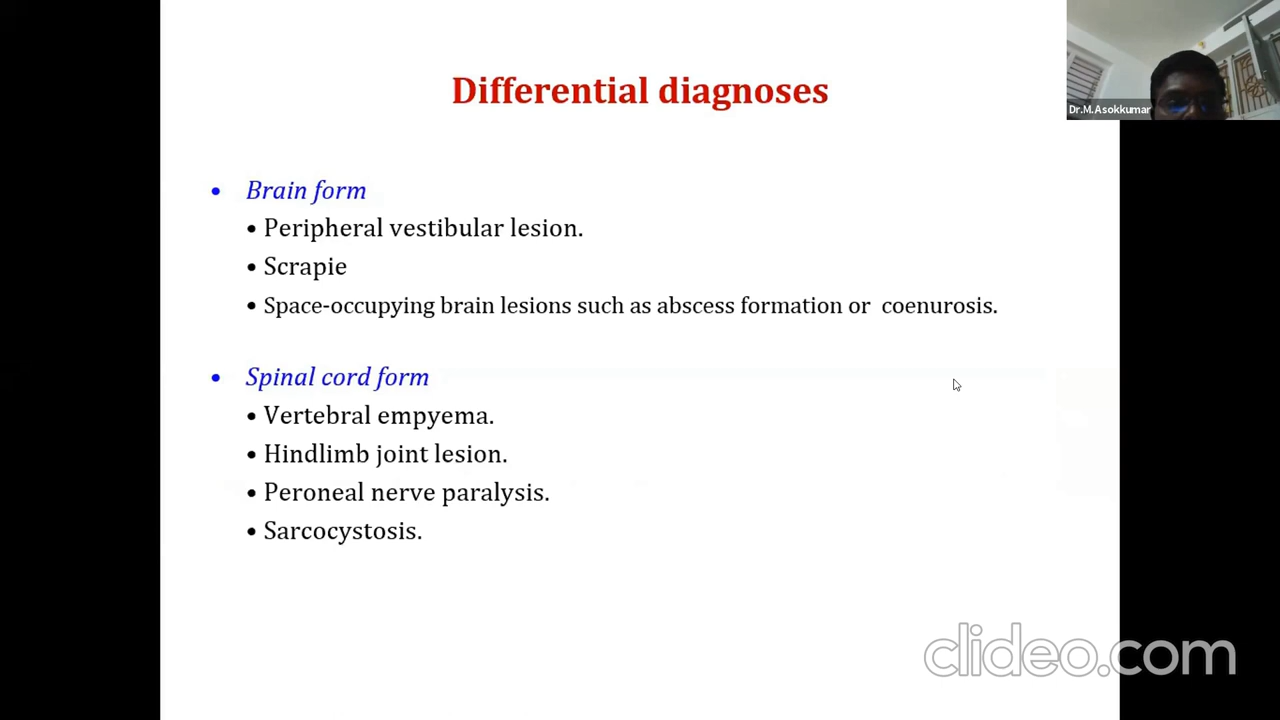 Differential diagnoses
Dr.M.Asokkumar
• Brain form
• Peripheral vestibular lesion.
• Scrapie
• Space-occupying brain lesions such as abscess formation or coenurosis.
• Spinal cord form
• Vertebral empyema.
• Hindlimb joint lesion.
• Peroneal nerve paralysis.
• Sarcocystosis.
clideo.com